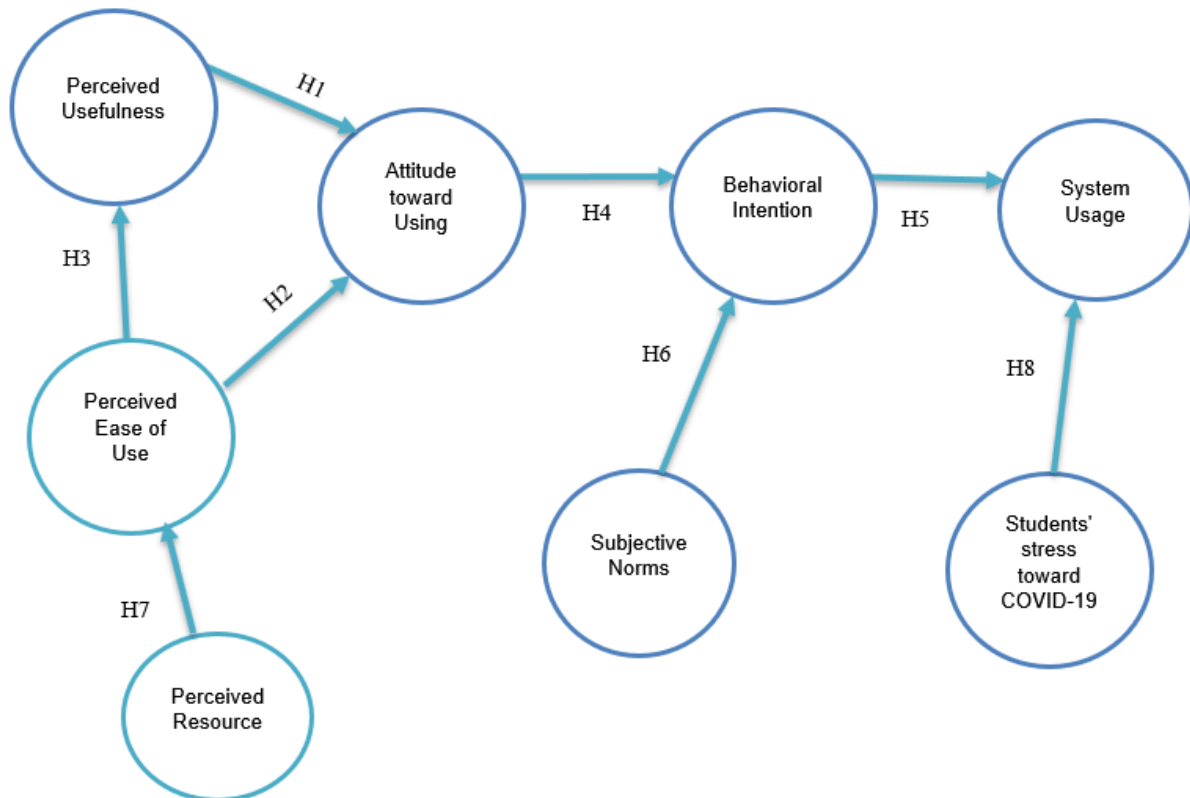 Perceived
Usefulness
H1
Attitude
toward
Using
H4
Behavioral
Intention
H5
System
Usage
H3
H2
Perceived
Ease of
Use
H6
H8
Subjective
Norms
Students'
stress
toward
COVID-19
H7
Perceived
Resource